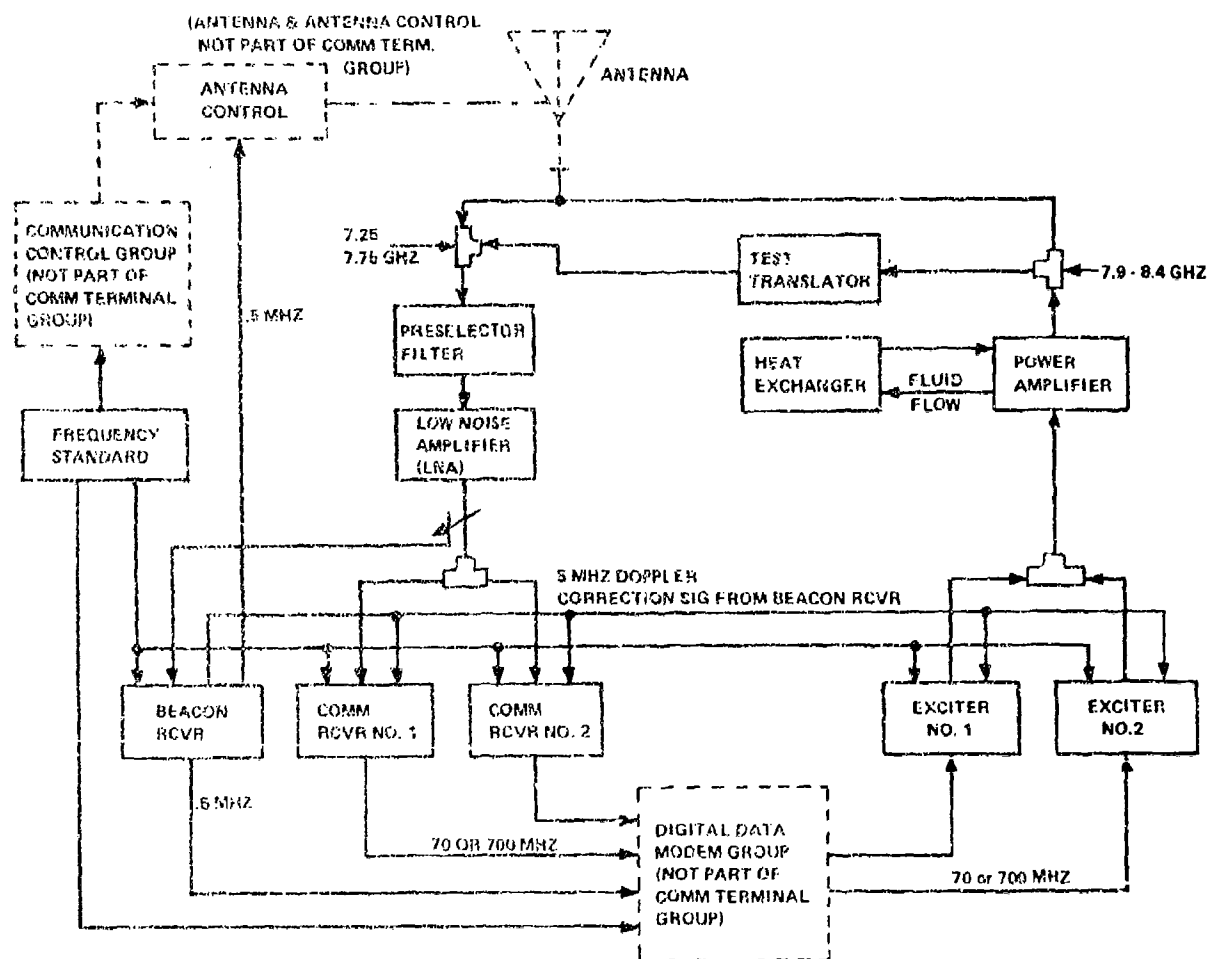 (ANTENNA & ANTENNA CONTROL
NOT PART OF COMM TERM.
GROUP)
ANTENNA
CONTROL
ANTENNA
COMMUNICATION
CONTROL GROUP
(NOT PART OF
COMM TERMINAL
GROUP)
.5 MHZ
7.25
7.75 GHZ
TEST
TRANSLATOR
7.9 - 8.4 GHZ
PRESELECTOR
FILTER
HEAT
EXCHANGER
FLUID
FLOW
POWER
AMPLIFIER
FREQUENCY
STANDARD
LOW NOISE
AMPLIFIER
(LNA)
5 MHZ DOPPLER
CORRECTION SIG FROM BEACON RCVR
BEACON
RCVR
COMM
RCVR NO. 1
COMM
RCVR NO. 2
EXCITER
NO. 1
EXCITER
NO.2
.5 MHZ
70 OR 700 MHZ
DIGITAL DATA
MODEM GROUP
(NOT PART OF
COMM TERMINAL
GROUP)
70 or 700 MHZ